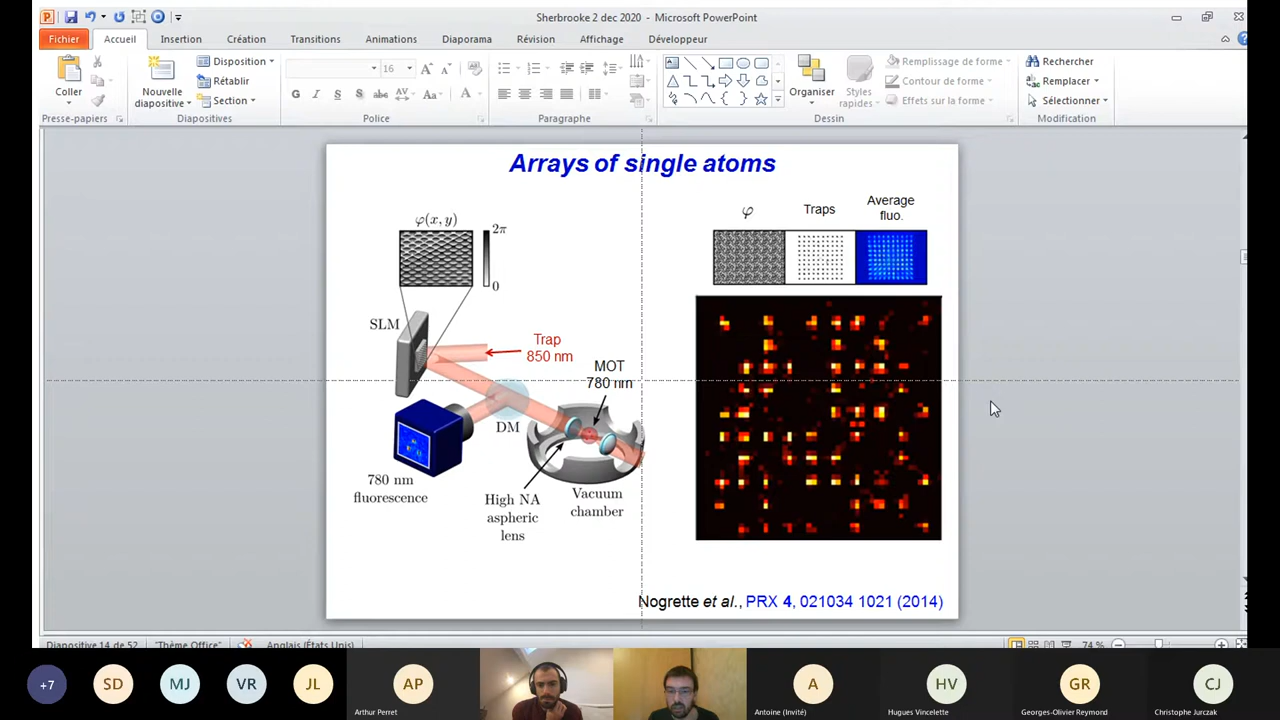 Sherbrooke 2 dec 2020 - Microsoft PowerPoint
Fichier Accueil Insertion Création Transitions Animations Diaporama Révision Affichage Développeur
Coller
Nouvelle diapositive
Disposition
Rétablir
Section
16
Organiser
Styles rapides
Remplissage de forme
Contour de forme
Effets sur la forme
Rechercher
Remplacer
Sélectionner
Presse-papiers Diapositives Police Paragraphe Dessin Modification
Arrays of single atoms
φ(x, y)
2π
0
SLM
Trap
850 nm
MOT
780 nm
DM
780 nm
fluorescence
High NA
aspheric
lens
Vacuum
chamber
φ
Traps
Average
fluo.
Nogrette et al., PRX 4, 021034 1021 (2014)
Diapositive 14 de 52 "Thème Office" Anglais (États Unis) 74 %
+7 SD MJ VR JL AP A HV GR CJ
Arthur Perret Antoine (Invité) Hugues Vincelette Georges-Olivier Reymond Christophe Jurczak